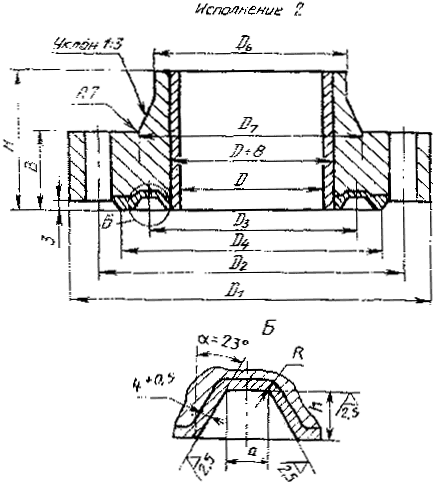 Исполнение 2
Уклон 1:3
D6
R7
D7
H
B
D+8
D
3
Б
D3
D4
D2
D1
Б
α=23°
R
4+0,5
h
2,5
a
2,5
2,5